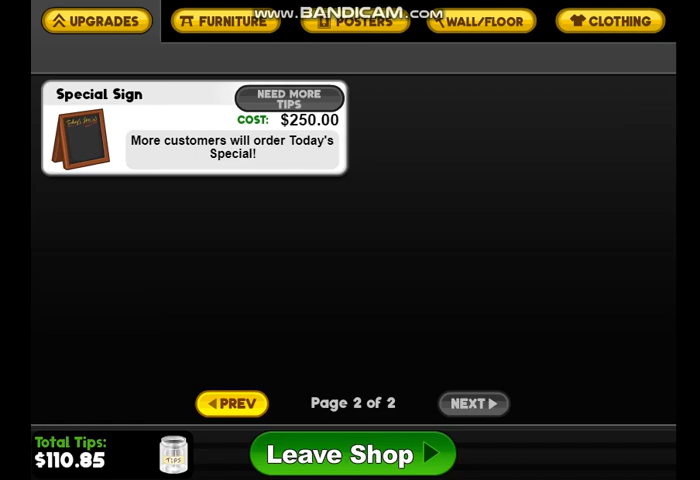 www.BANDICAM.com
UPGRADES
FURNITURE
POSTERS
WALL/FLOOR
CLOTHING
Special Sign
NEED MORE
TIPS
COST: $250.00
More customers will order Today's
Special!
PREV
Page 2 of 2
NEXT
Total Tips:
$110.85
TIPS
Leave Shop